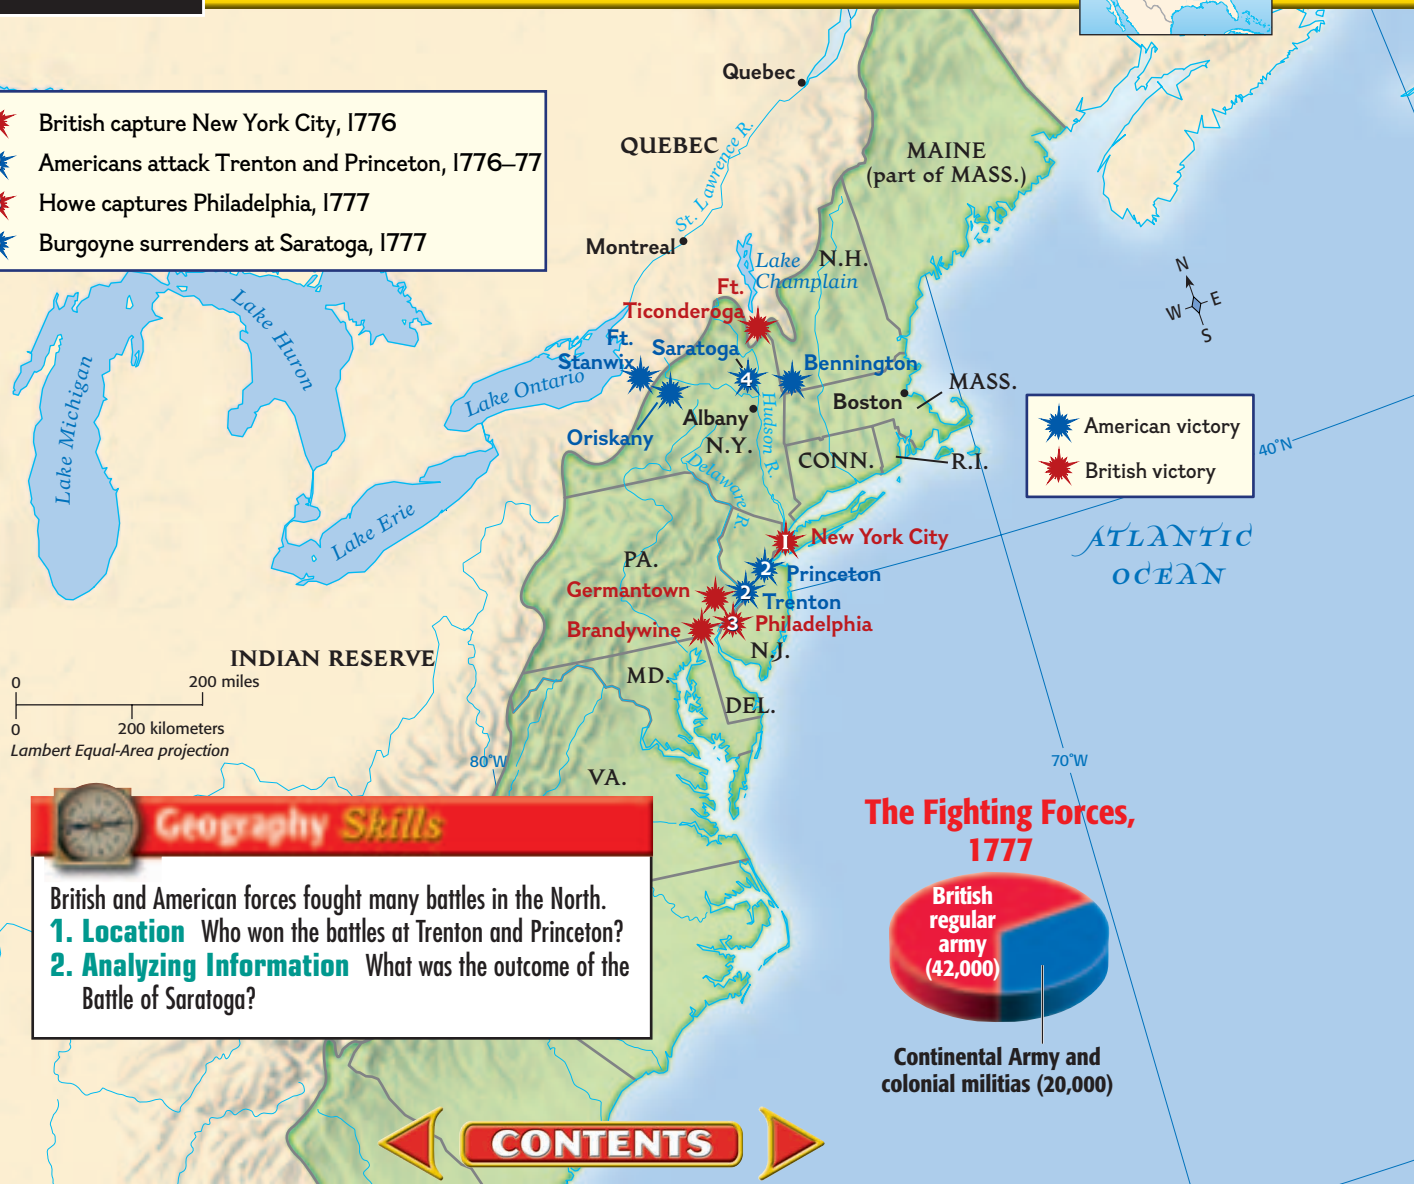 British capture New York City, 1776
Americans attack Trenton and Princeton, 1776–77
Howe captures Philadelphia, 1777
Burgoyne surrenders at Saratoga, 1777
Quebec
QUEBEC
St. Lawrence R.
Montreal
MAINE
(part of MASS.)
N.H.
Lake
Champlain
Ft.
Ticonderoga
Ft.
Stanwix
Saratoga
4
Bennington
Oriskany
Albany
N.Y.
Hudson R.
Delaware R.
Boston
MASS.
CONN.
R.I.
Lake Michigan
Lake Huron
Lake Ontario
Lake Erie
N
W
E
S
American victory
British victory
40°N
ATLANTIC
OCEAN
1
New York City
2
Princeton
2
Trenton
3
Philadelphia
PA.
Germantown
Brandywine
N.J.
MD.
DEL.
VA.
INDIAN RESERVE
0
200 miles
0
200 kilometers
Lambert Equal-Area projection
80°W
70°W
Geography Skills
British and American forces fought many battles in the North.
1. Location Who won the battles at Trenton and Princeton?
2. Analyzing Information What was the outcome of the
Battle of Saratoga?
The Fighting Forces,
1777
British
regular
army
(42,000)
Continental Army and
colonial militias (20,000)
CONTENTS